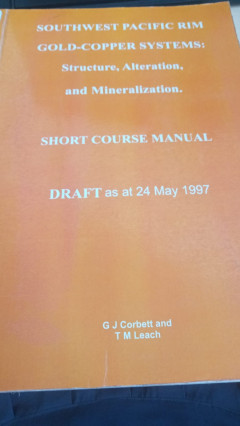 SOUTHWEST PACIFIC RIM
GOLD-COPPER SYSTEMS:
Structure, Alteration,
and Mineralization.
SHORT COURSE MANUAL
DRAFT as at 24 May 1997
G J Corbett and
T M Leach